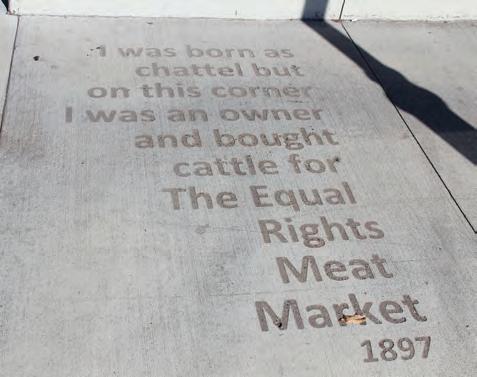 I was born as
chattel but
on this corner
I was an owner
and bought
cattle for
The Equal
Rights
Meat
Market
1897